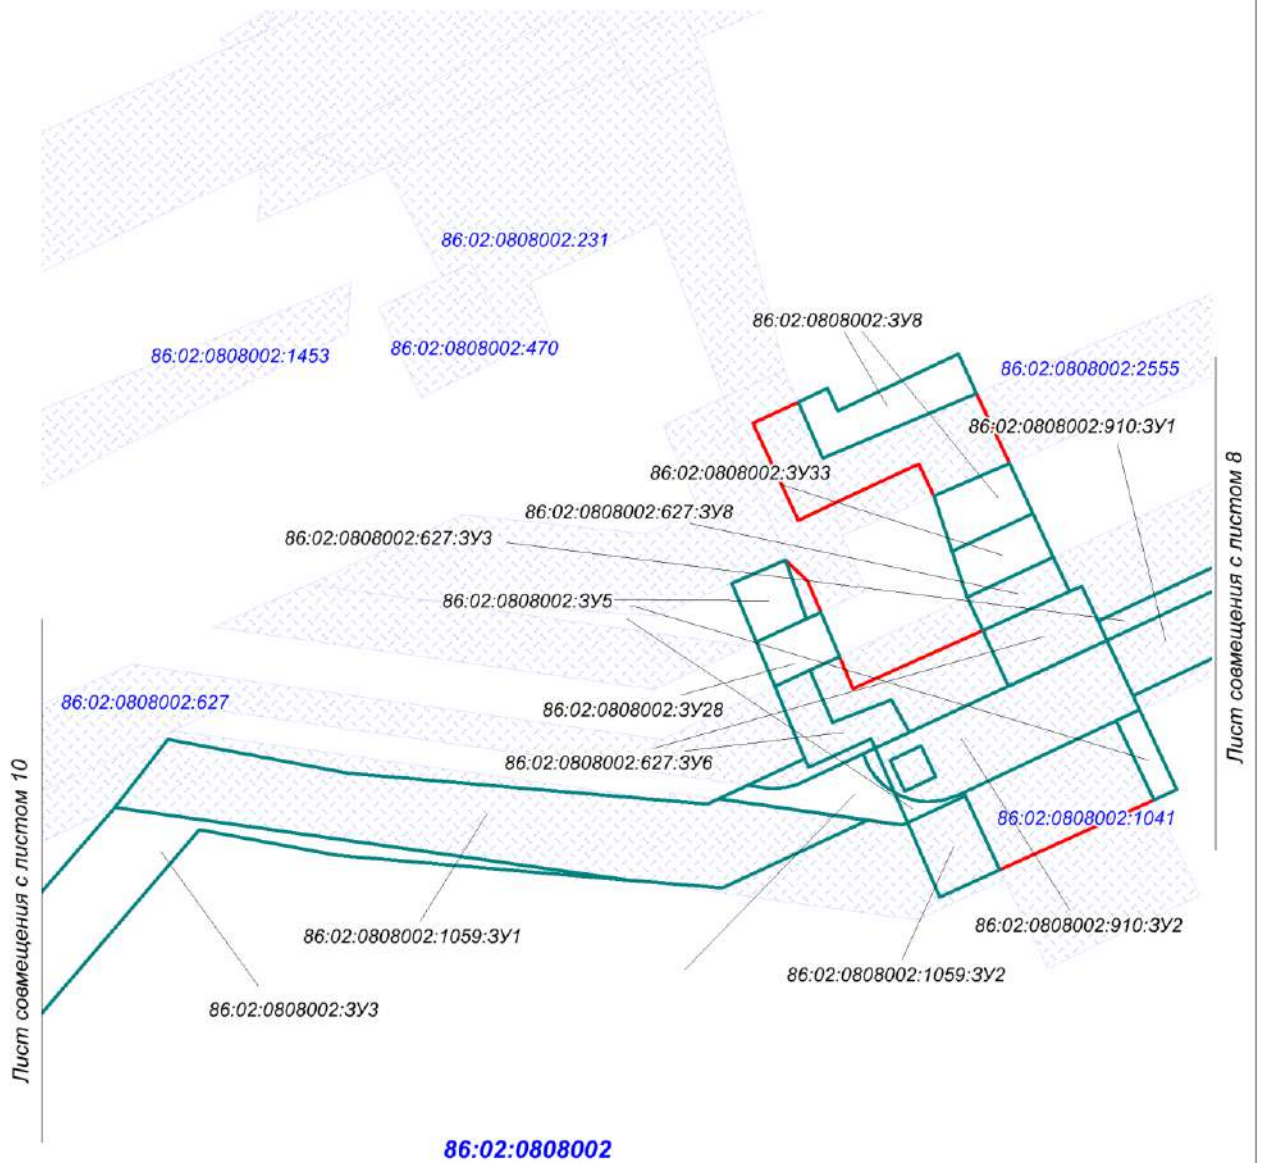 86:02:0808002:231
86:02:0808002:ЗУ8
86:02:0808002:1453
86:02:0808002:470
86:02:0808002:2555
86:02:0808002:910:ЗУ1
86:02:0808002:ЗУ33
86:02:0808002:627:ЗУ8
86:02:0808002:627:ЗУ3
86:02:0808002:ЗУ5
86:02:0808002:627
86:02:0808002:ЗУ28
86:02:0808002:627:ЗУ6
86:02:0808002:1041
86:02:0808002:1059:ЗУ1
86:02:0808002:910:ЗУ2
86:02:0808002:1059:ЗУ2
86:02:0808002:ЗУ3
Лист совмещения с листом 10
Лист совмещения с листом 8
86:02:0808002